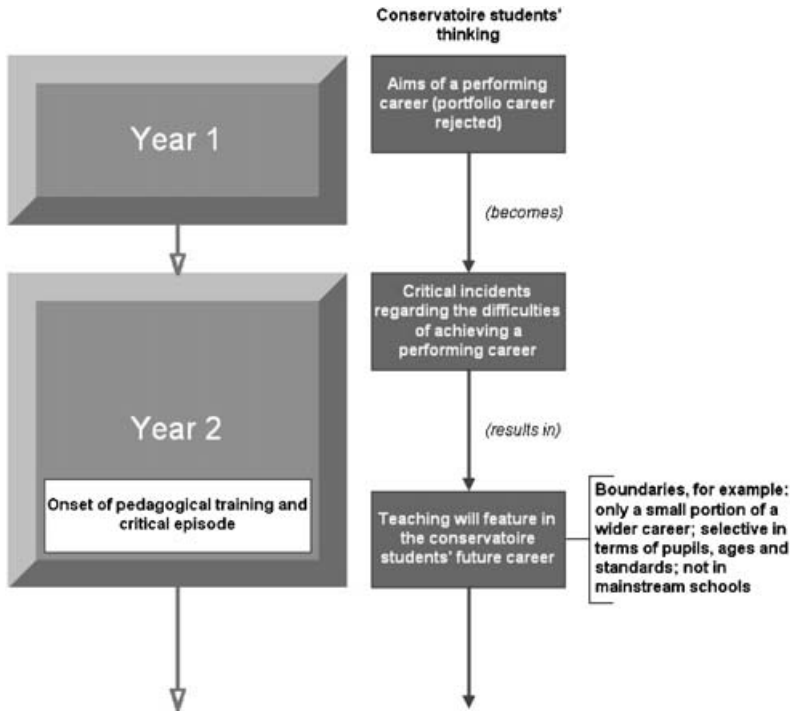 Conservatoire students'
thinking
Year 1
Aims of a performing
career (portfolio career
rejected)
(becomes)
Year 2
Critical incidents
regarding the difficulties
of achieving a
performing career
(results in)
Onset of pedagogical training and
critical episode
Teaching will feature in
the conservatoire
students' future career
Boundaries, for example:
only a small portion of a
wider career; selective in
terms of pupils, ages and
standards; not in
mainstream schools